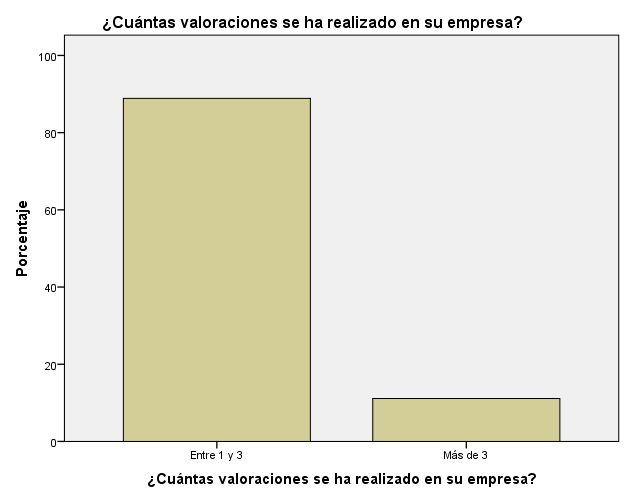 ¿Cuántas valoraciones se ha realizado en su empresa?
100
80
60
40
20
0
Porcentaje
Entre 1 y 3
Más de 3
¿Cuántas valoraciones se ha realizado en su empresa?